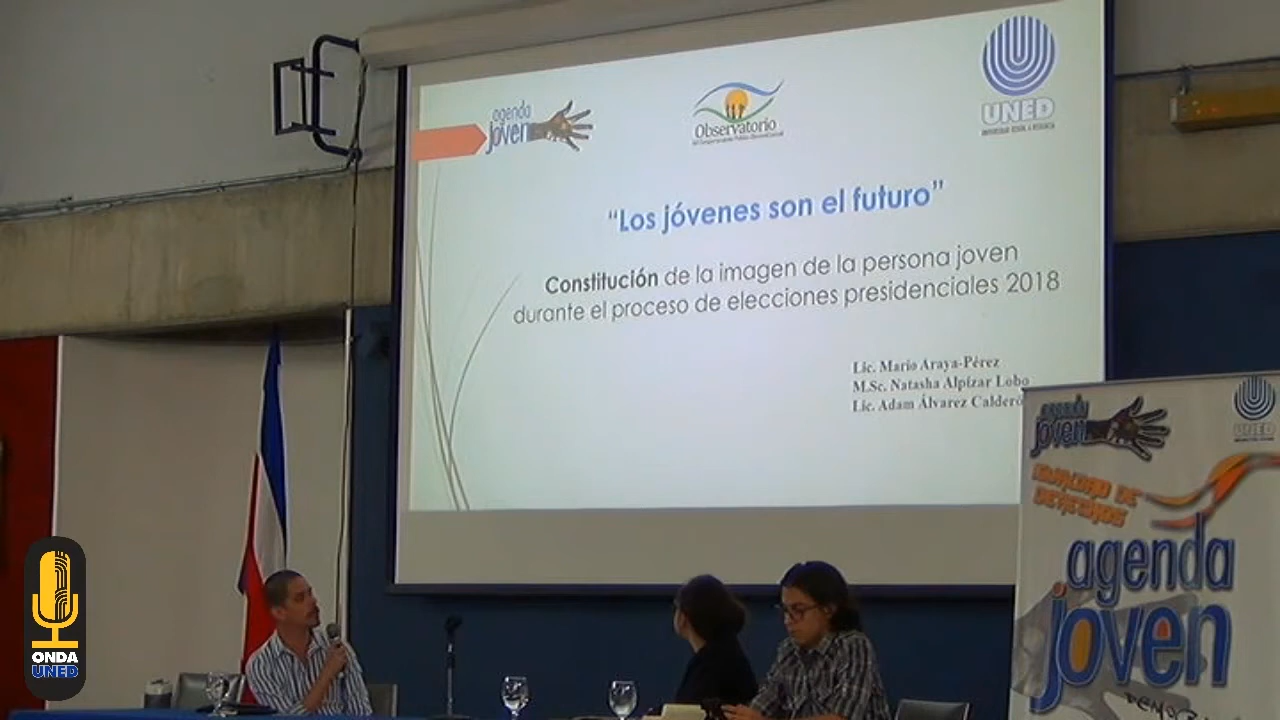 agenda
joven
Observatorio
UNED
"Los jóvenes son el futuro"
Constitución de la imagen de la persona joven
durante el proceso de elecciones presidenciales 2018
Lic. Mario Araya-Pérez
M.Sc. Natasha Alpízar Lobo
Lic. Adam Álvarez Calderó
agenda
joven
UNED
agenda
joven
ONDA
UNED